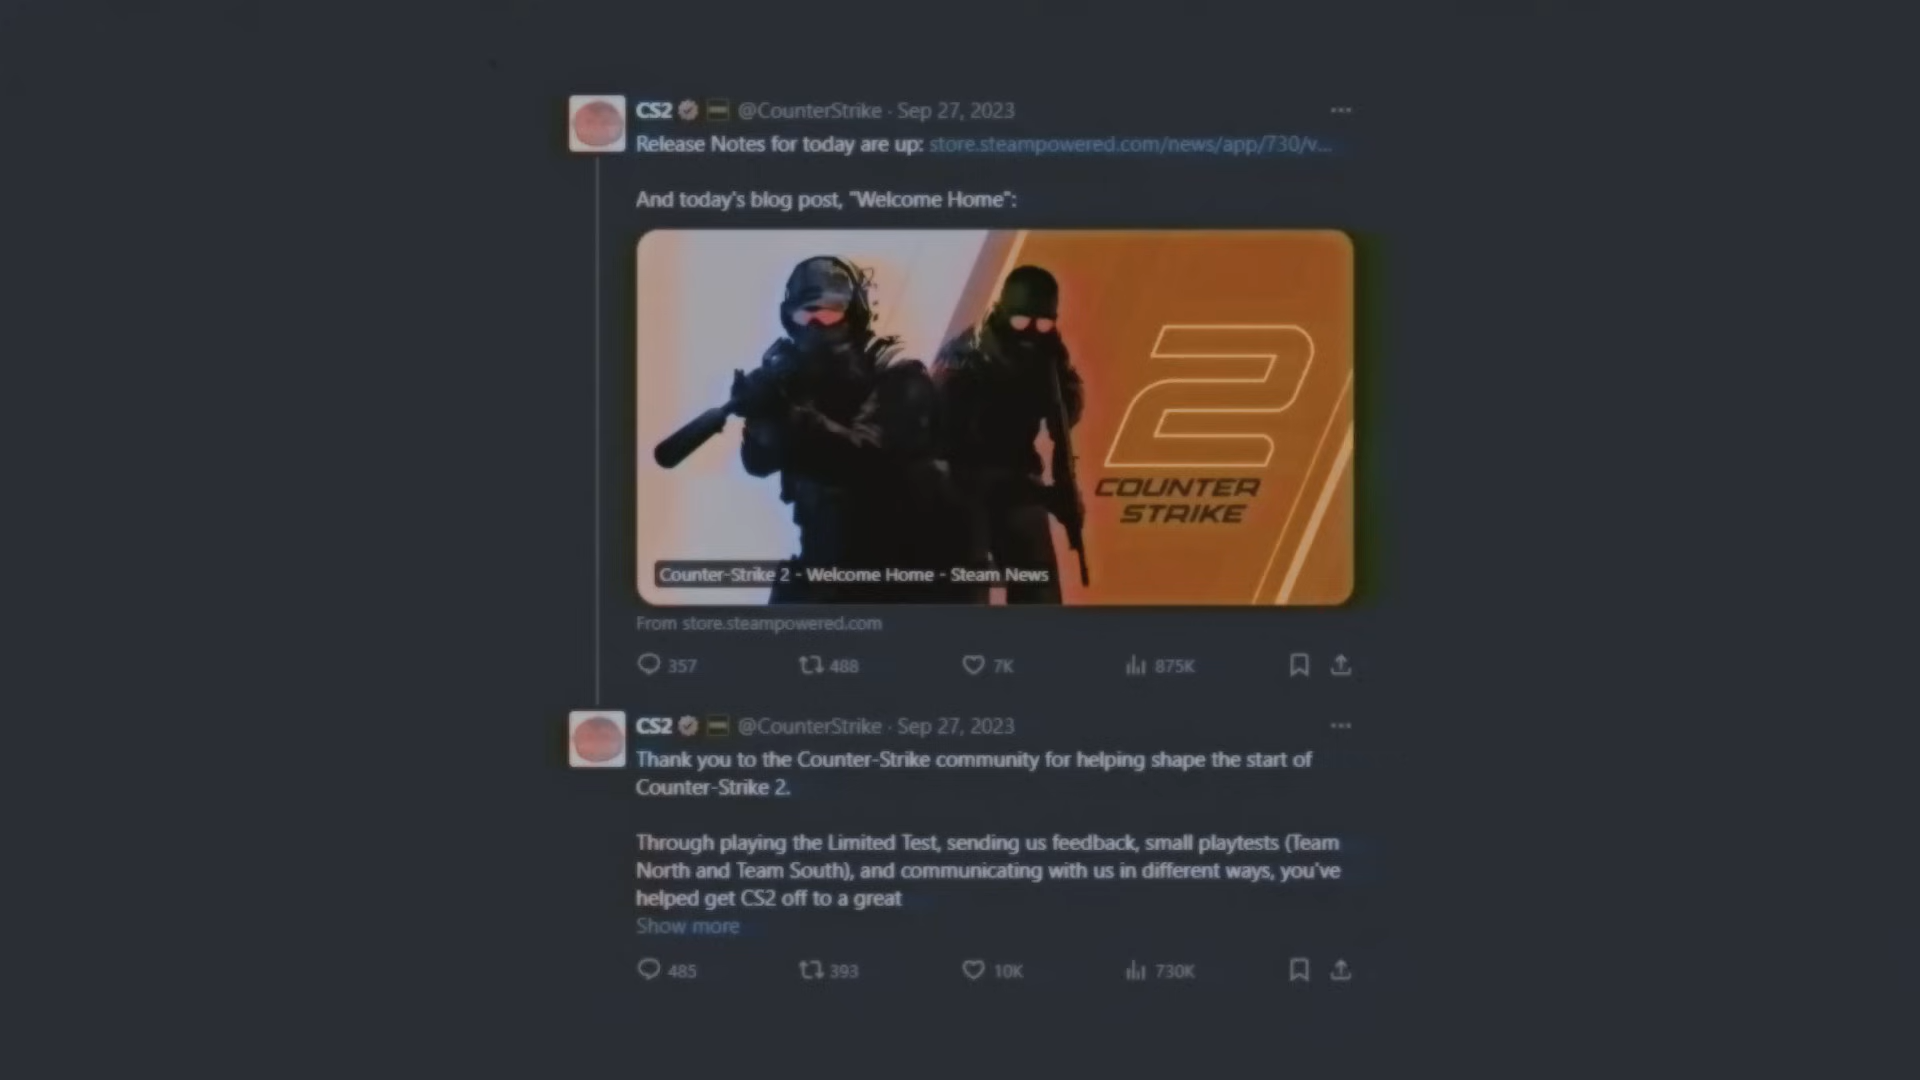 CS2 @CounterStrike · Sep 27, 2023
Release Notes for today are up: store.steampowered.com/news/app/730/v...
And today's blog post, "Welcome Home":
2
COUNTER
STRIKE
Counter-Strike 2 - Welcome Home - Steam News
From store.steampowered.com
357 488 7K 875K
CS2 @CounterStrike · Sep 27, 2023
Thank you to the Counter-Strike community for helping shape the start of
Counter-Strike 2.
Through playing the Limited Test, sending us feedback, small playtests (Team
North and Team South), and communicating with us in different ways, you've
helped get CS2 off to a great
Show more
485 393 10K 730K